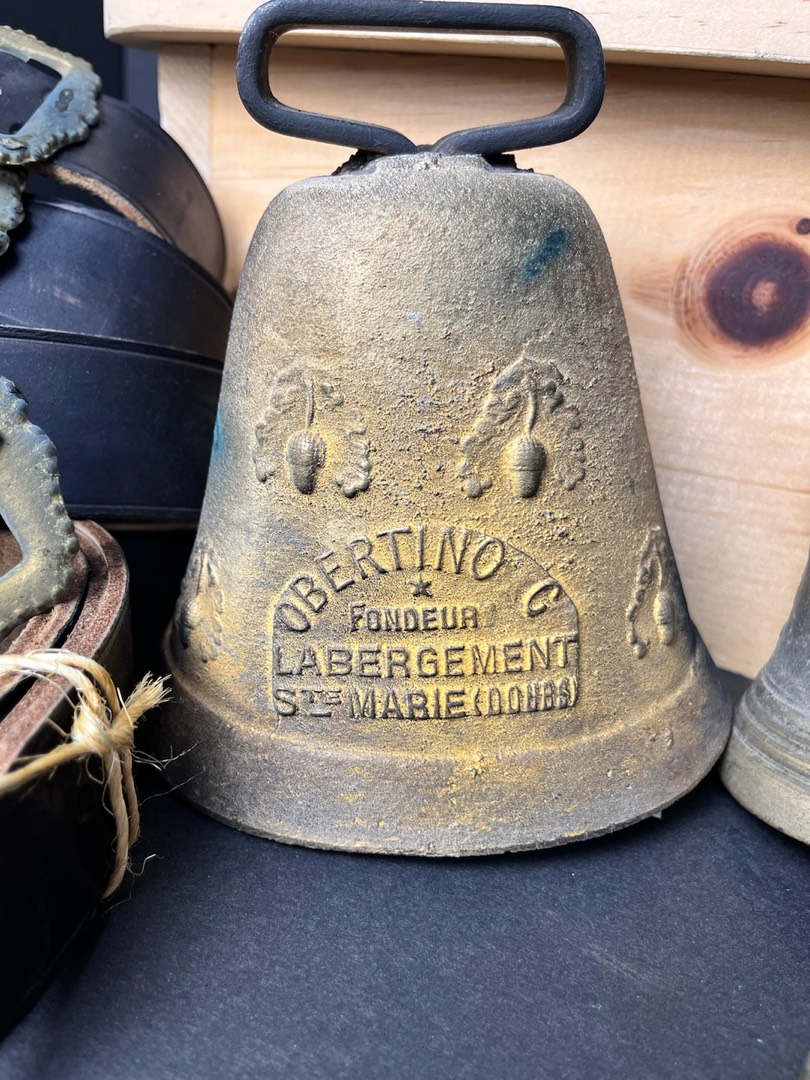 OBERTINO C
FONDEUR
LABERGEMENT
STE MARIE (DOUBS)